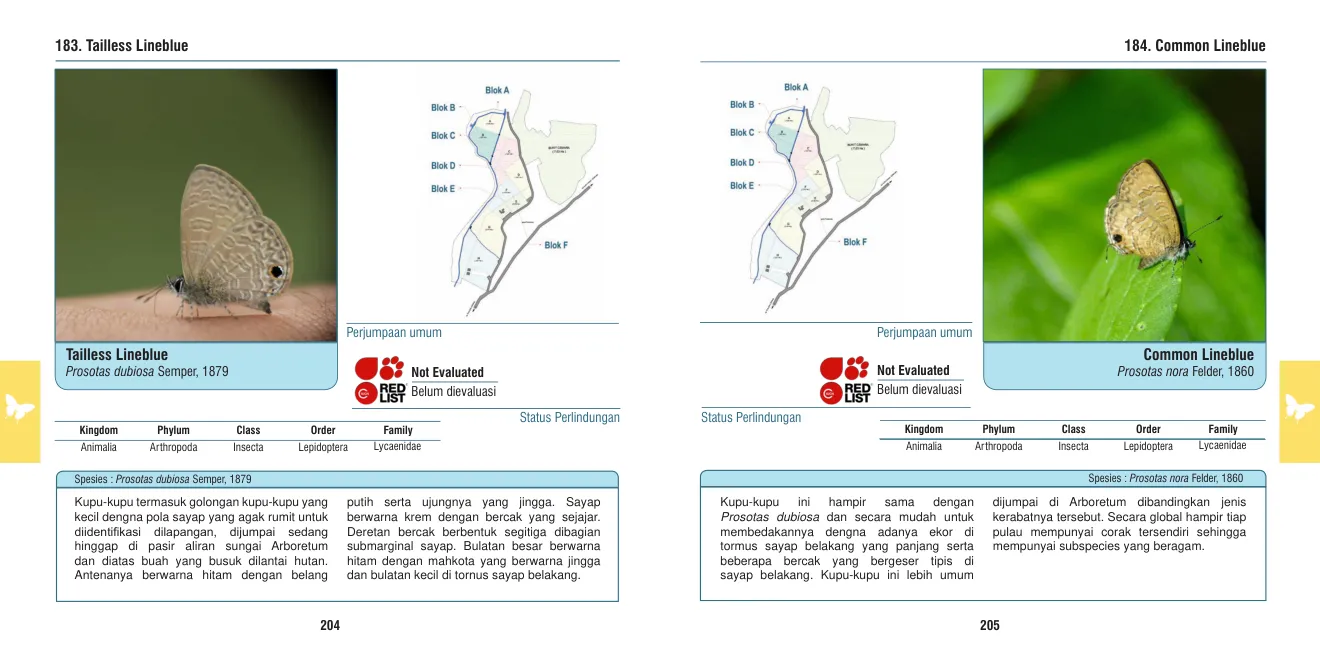 183. Tailless Lineblue
Blok A
Blok B
Blok C
Blok D
Blok E
Blok F
Perjumpaan umum
Tailless Lineblue
Prosotas dubiosa Semper, 1879
RED
LIST
Not Evaluated
Belum dievaluasi
Status Perlindungan
Kingdom Phylum Class Order Family
Animalia Arthropoda Insecta Lepidoptera Lycaenidae
Spesies : Prosotas dubiosa Semper, 1879
Kupu-kupu termasuk golongan kupu-kupu yang
kecil dengna pola sayap yang agak rumit untuk
diidentifikasi dilapangan, dijumpai sedang
hinggap di pasir aliran sungai Arboretum
dan diatas buah yang busuk dilantai hutan.
Antenanya berwarna hitam dengan belang
putih serta ujungnya yang jingga. Sayap
berwarna krem dengan bercak yang sejajar.
Deretan bercak berbentuk segitiga dibagian
submarginal sayap. Bulatan besar berwarna
hitam dengan mahkota yang berwarna jingga
dan bulatan kecil di tornus sayap belakang.
204
184. Common Lineblue
Blok A
Blok B
Blok C
Blok D
Blok E
Blok F
Perjumpaan umum
Common Lineblue
Prosotas nora Felder, 1860
RED
LIST
Not Evaluated
Belum dievaluasi
Status Perlindungan
Kingdom Phylum Class Order Family
Animalia Arthropoda Insecta Lepidoptera Lycaenidae
Spesies : Prosotas nora Felder, 1860
Kupu-kupu ini hampir sama dengan
Prosotas dubiosa dan secara mudah untuk
membedakannya dengna adanya ekor di
tormus sayap belakang yang panjang serta
beberapa bercak yang bergeser tipis di
sayap belakang. Kupu-kupu ini lebih umum
dijumpai di Arboretum dibandingkan jenis
kerabatnya tersebut. Secara global hampir tiap
pulau mempunyai corak tersendiri sehingga
mempunyai subspecies yang beragam.
205